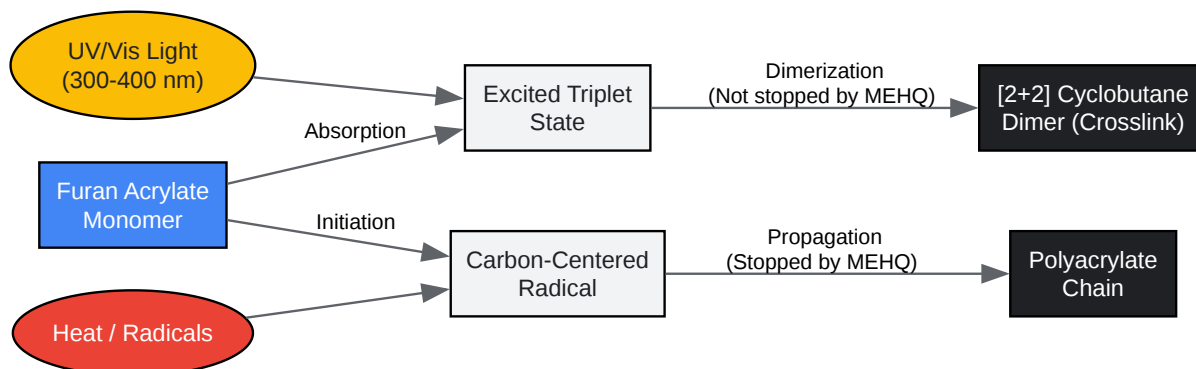 UV/Vis Light
(300-400 nm)
Absorption
Excited Triplet
State
Dimerization
(Not stopped by MEHQ)
[2+2] Cyclobutane
Dimer (Crosslink)
Furan Acrylate
Monomer
Initiation
Carbon-Centered
Radical
Propagation
(Stopped by MEHQ)
Polyacrylate
Chain
Heat / Radicals